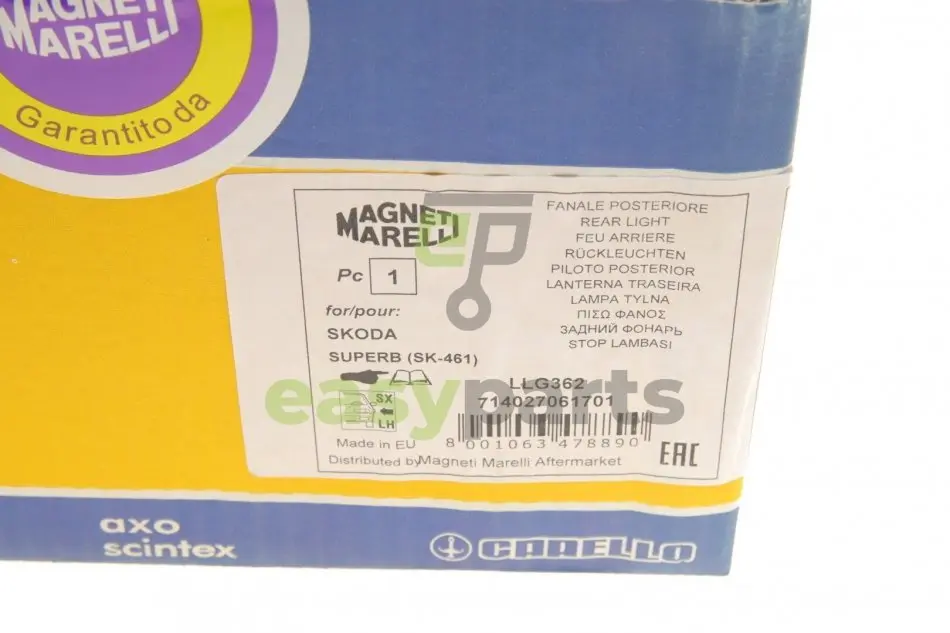 MAGNETI
MARELLI
Garantito da
MAGNETI
MARELLI
Pc 1
for/pour:
SKODA
SUPERB (SK-461)
SX
LH
Made in EU
Distributed by Magneti Marelli Aftermarket
FANALE POSTERIORE
REAR LIGHT
FEU ARRIERE
RÜCKLEUCHTEN
PILOTO POSTERIOR
LANTERNA TRASEIRA
LAMPA TYLNA
ΠΙΣΩ ΦΑΝΟΣ
ЗАДНИЙ ФОНАРЬ
STOP LAMBASI
LLG362
714027061701
8 001063 478890
EAC
easyparts
axo
scintex
CARELLO